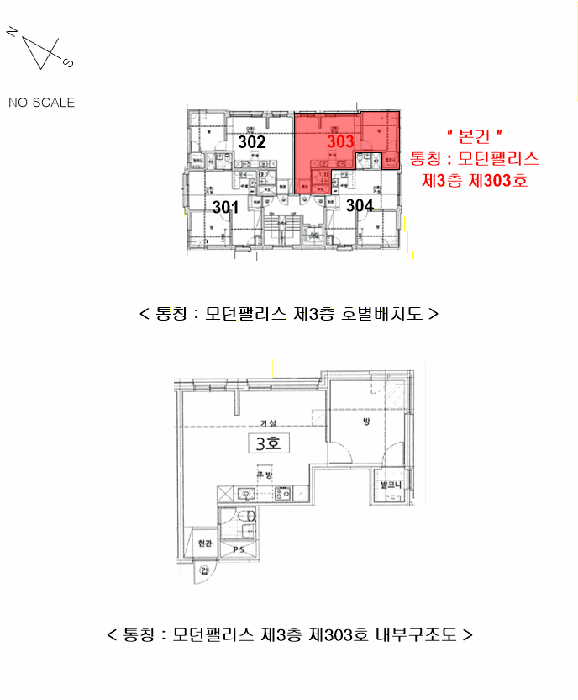 N
S
NO SCALE
302
303
" 본건 "
통칭 : 모던팰리스
제3층 제303호
301
304
< 통칭 : 모던팰리스 제3층 호별배치도 >
거실
방
3호
주방
발코니
현관
PS
< 통칭 : 모던팰리스 제3층 제303호 내부구조도 >